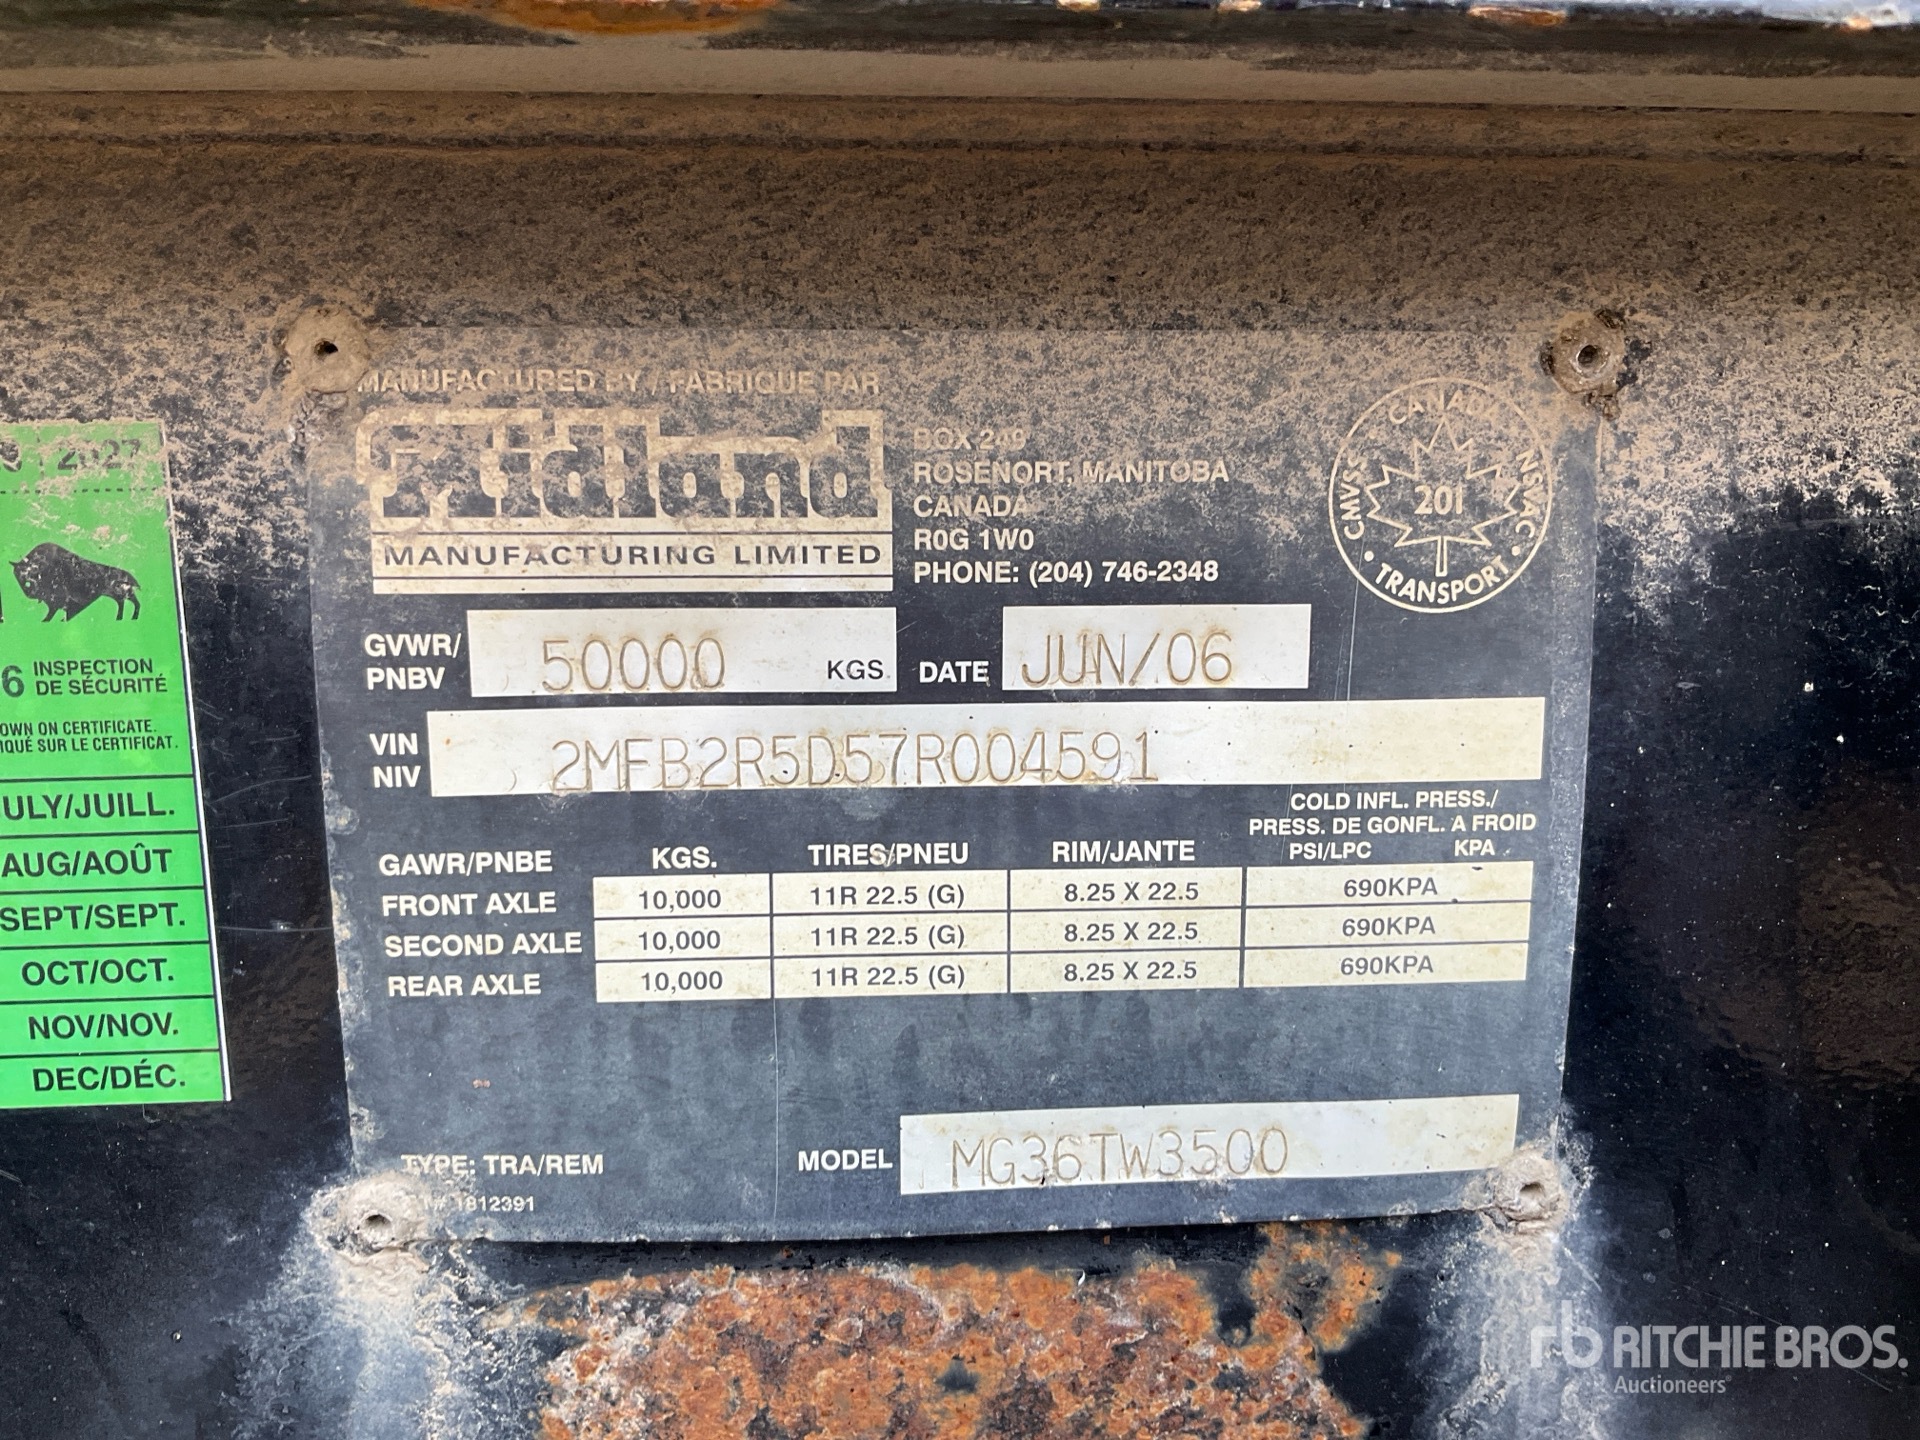 MANUFACTURED BY / FABRIQUE PAR
Midland
MANUFACTURING LIMITED
BOX 249
ROSENORT, MANITOBA
CANADA
R0G 1W0
PHONE: (204) 746-2348
CANADA
CMVSS
NSVAC
201
TRANSPORT
GVWR/
PNBV
50000
KGS
DATE
JUN/06
VIN
NIV
2MFB2R5D57R004591
COLD INFL. PRESS./
PRESS. DE GONFL. A FROID
GAWR/PNBE KGS. TIRES/PNEU RIM/JANTE PSI/LPC KPA
FRONT AXLE 10,000 11R 22.5 (G) 8.25 X 22.5 690KPA
SECOND AXLE 10,000 11R 22.5 (G) 8.25 X 22.5 690KPA
REAR AXLE 10,000 11R 22.5 (G) 8.25 X 22.5 690KPA
TYPE: TRA/REM
MODEL
MG36TW3500
1812391
2027
6 INSPECTION
DE SÉCURITÉ
OWN ON CERTIFICATE.
IQUÉ SUR LE CERTIFICAT.
ULY/JUILL.
AUG/AOÛT
SEPT/SEPT.
OCT/OCT.
NOV/NOV.
DEC/DÉC.
rb RITCHIE BROS.
Auctioneers